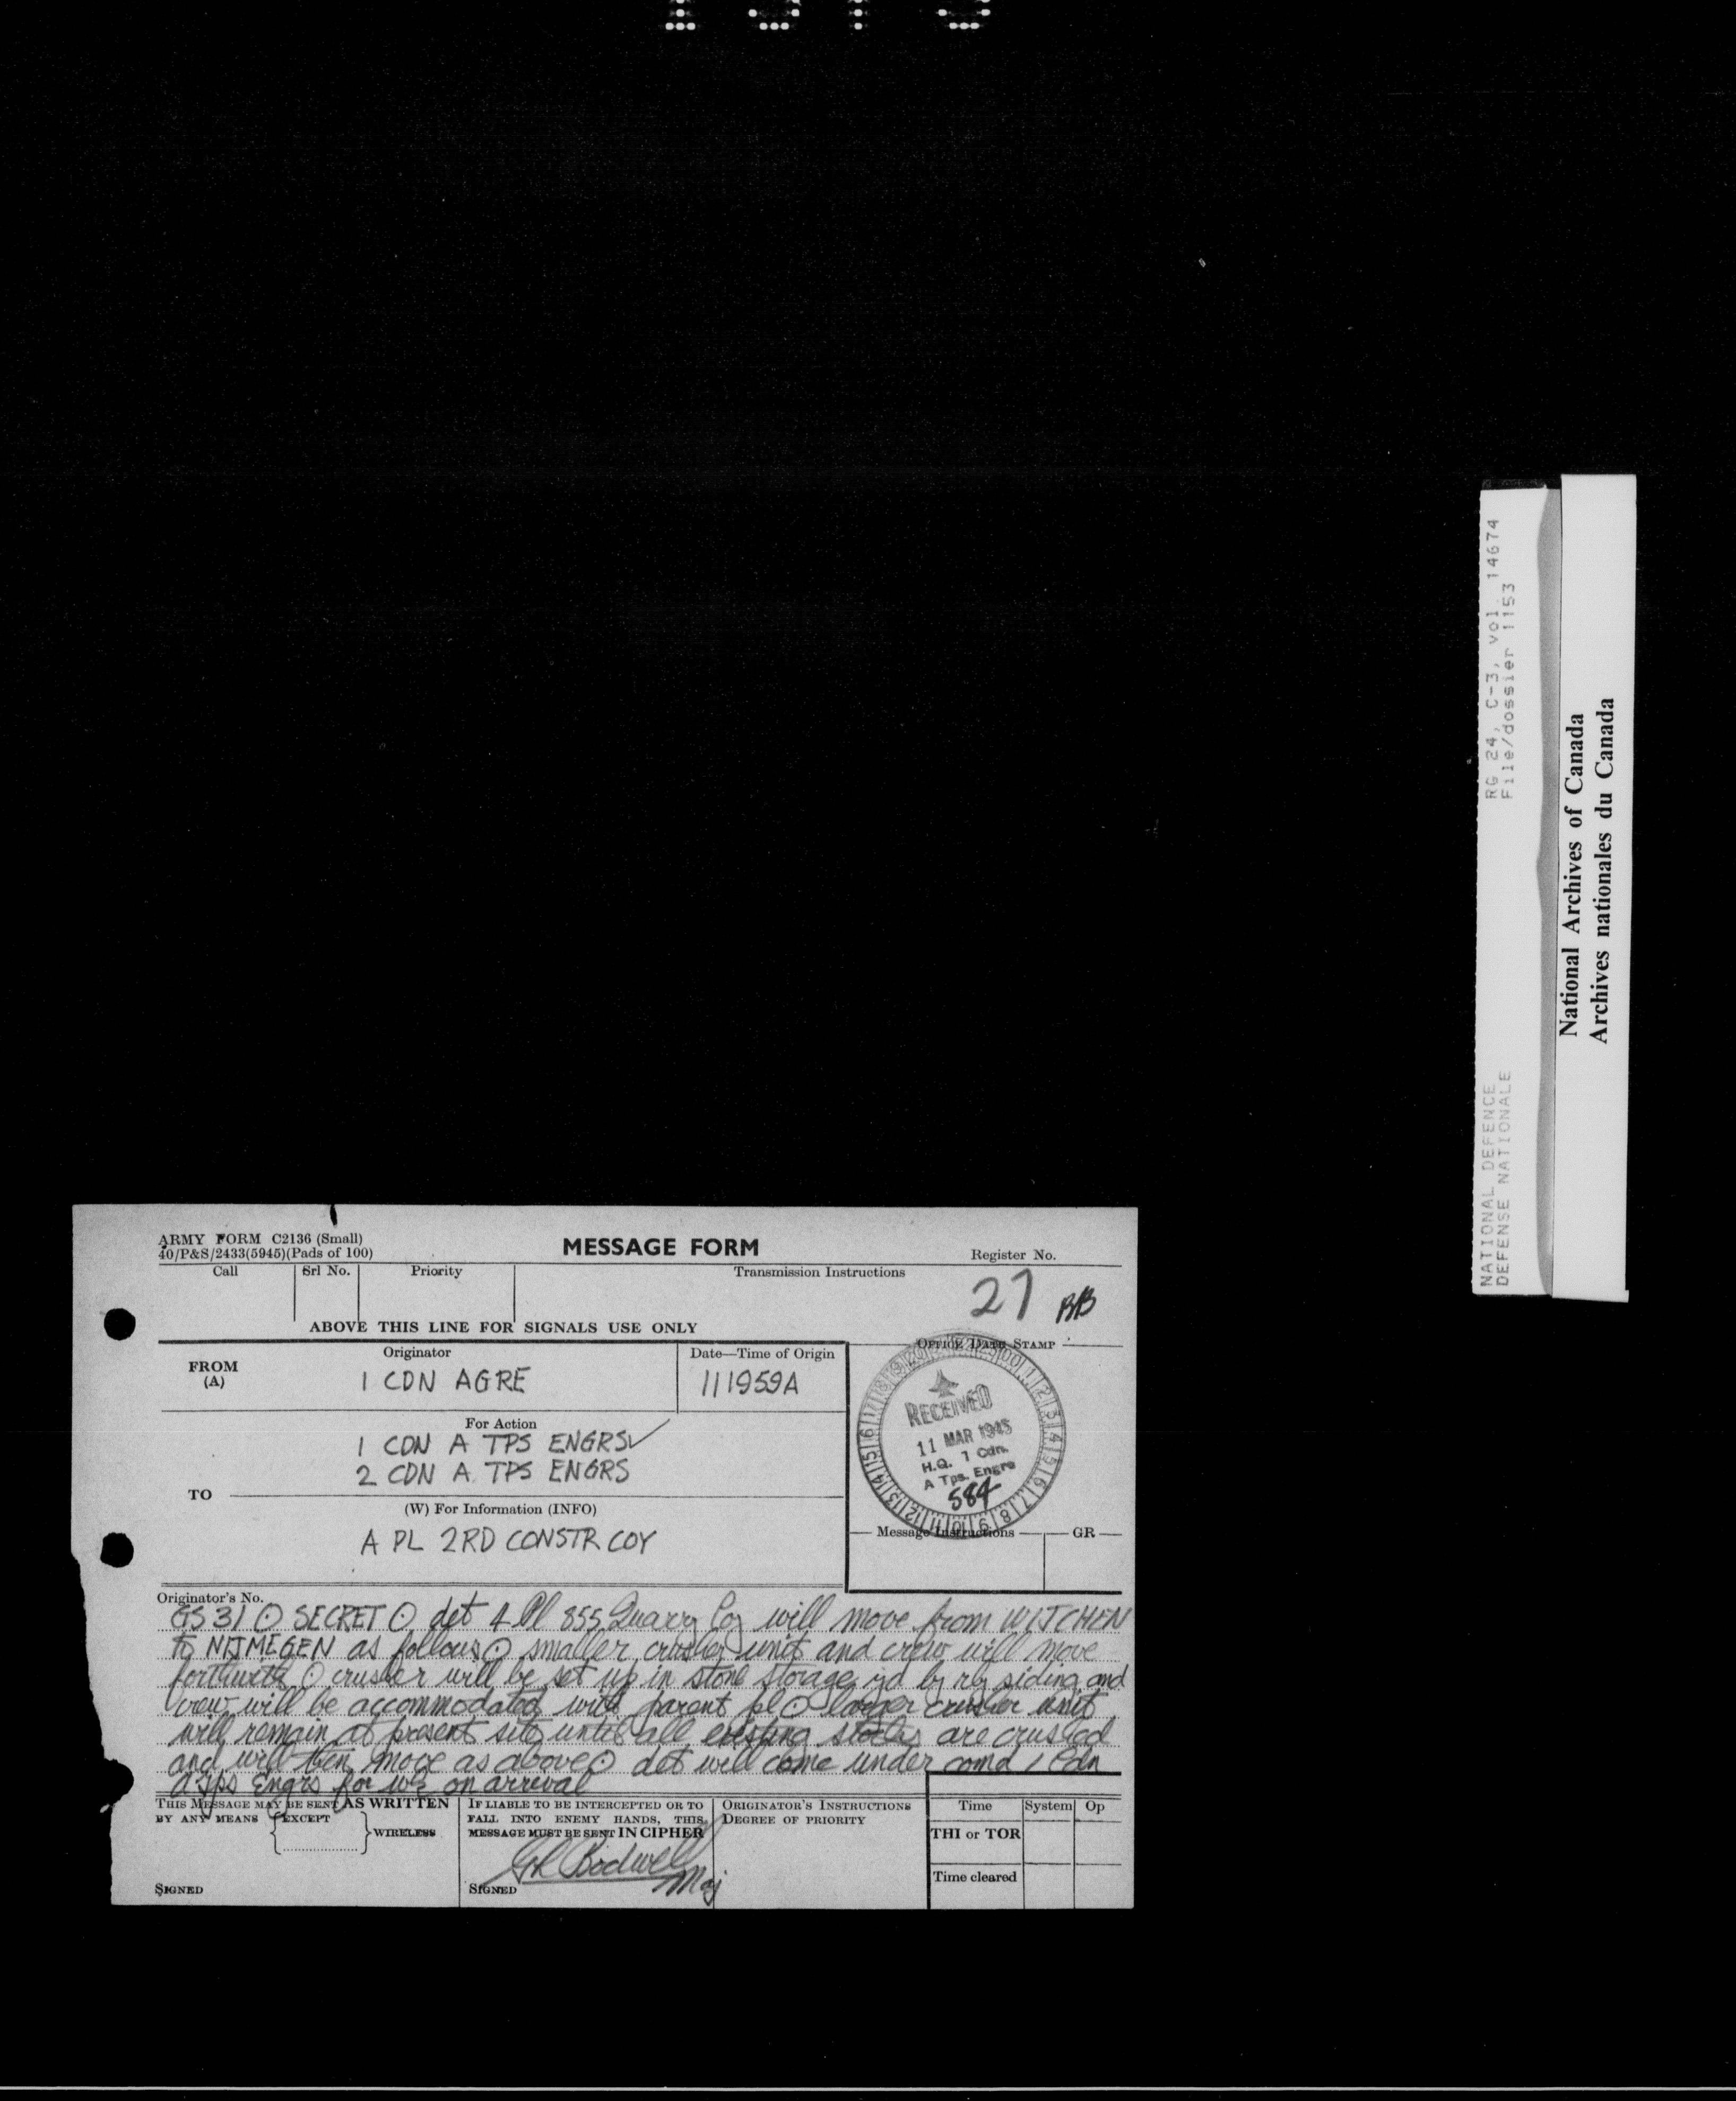 ARMY FORM C2136 (Small)
40/P&S/2433(5945)(Pads of 100)
MESSAGE FORM
Register No.
Call
Srl No.
Priority
Transmission Instructions
27 BB
ABOVE THIS LINE FOR SIGNALS USE ONLY
FROM
(A)
Originator
1 CDN AGRE
Date—Time of Origin
111959A
OFFICE DATE STAMP
RECEIVED
11 MAR 1945
H.Q. 1 Cdn.
A Tps. Engrs
584
TO
For Action
1 CDN A TPS ENGRS ✓
2 CDN A TPS ENGRS
(W) For Information (INFO)
A PL 2RD CONSTR COY
Message Instructions
GR
Originator's No.
GS 31 ⊙ SECRET ⊙ det 4 Pl 855 Quarry Coy will move from WIJCHEN
To NIJMEGEN as follows ⊙ smaller crusher unit and crew will move
forthwith ⊙ crusher will be set up in stone storage yd by rly siding and
crew will be accommodated with parent pl ⊙ larger crusher unit
will remain at present site until all existing stocks are crushed
and will then move as above ⊙ det will come under comd 1 Cdn
A Tps Engrs for wk on arrival
THIS MESSAGE MAY BE SENT AS WRITTEN
BY ANY MEANS { EXCEPT
} WIRELESS
SIGNED
IF LIABLE TO BE INTERCEPTED OR TO
FALL INTO ENEMY HANDS, THIS
MESSAGE MUST BE SENT IN CIPHER
Bodwell
Maj
SIGNED
ORIGINATOR'S INSTRUCTIONS
DEGREE OF PRIORITY
Time
System
Op
THI or TOR
Time cleared
RG 24, C-3, vol. 14674
File/dossier 1153
NATIONAL DEFENCE
DEFENSE NATIONALE
National Archives of Canada
Archives nationales du Canada